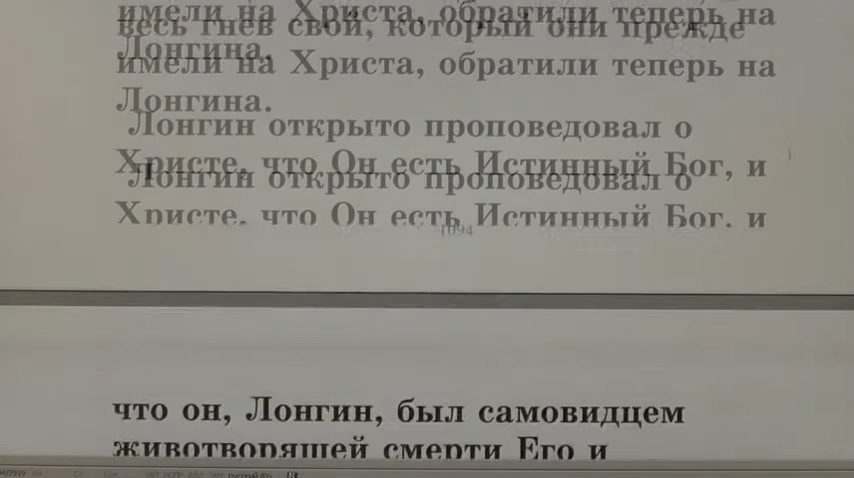 имели на Христа, обратили теперь на
весь гнев свой, который они прежде
Лонгина.
имели на Христа, обратили теперь на
Лонгина.
Лонгин открыто проповедовал о
Христе, что Он есть Истинный Бог, и
Лонгин открыто проповедовал о
Христе, что Он есть Истинный Бог, и
1094
что он, Лонгин, был самовидцем
животворящей смерти Его и